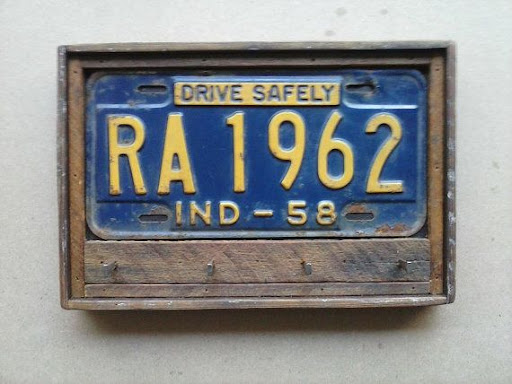 DRIVE SAFELY
RA 1962
IND - 58